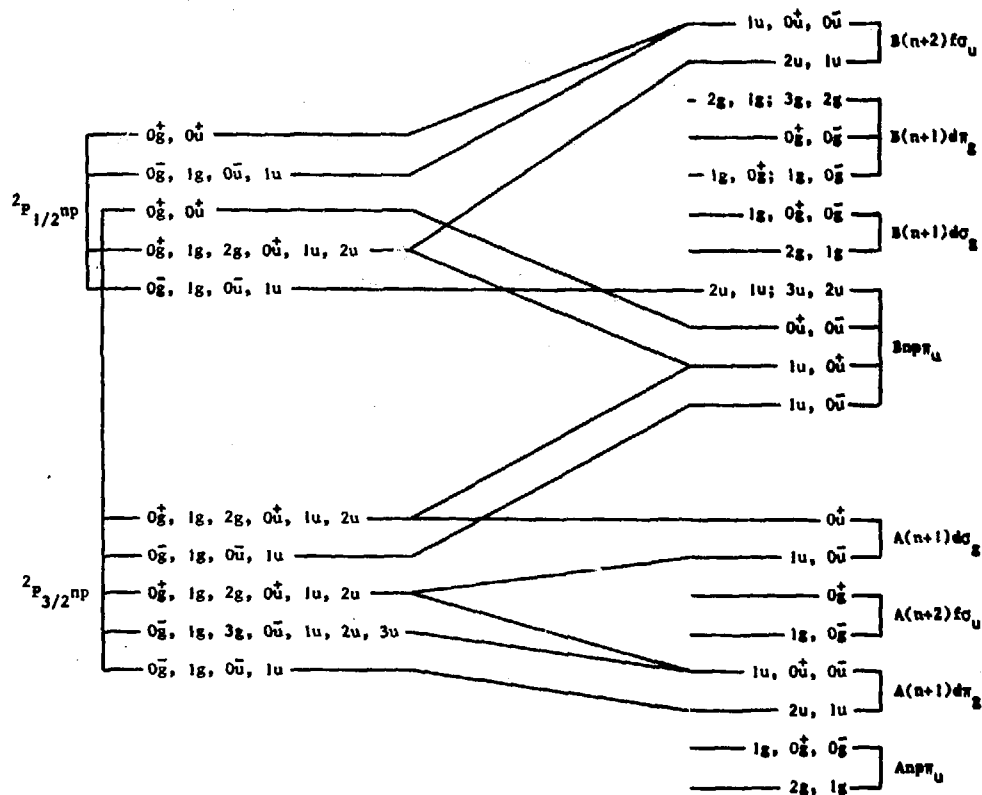 1u, 0u⁺, 0u⁻
B(n+2)fσu
2u, 1u
2g, 1g; 3g, 2g
0g⁺, 0g⁻
B(n+1)dπg
1g, 0g⁺; 1g, 0g⁻
1g, 0g⁺, 0g⁻
B(n+1)dσg
2g, 1g
2u, 1u; 3u, 2u
0u⁺, 0u⁻
Bnpπu
1u, 0u⁺
1u, 0u⁻
0u⁺
A(n+1)dσg
1u, 0u⁻
0g⁺
A(n+2)fσu
1g, 0g⁻
1u, 0u⁺, 0u⁻
A(n+1)dπg
2u, 1u
1g, 0g⁺, 0g⁻
Anpπu
2g, 1g
²P1/2np
0g⁺, 0u⁺
0g⁻, 1g, 0u⁻, 1u
0g⁺, 0u⁺
0g⁺, 1g, 2g, 0u⁺, 1u, 2u
0g⁻, 1g, 0u⁻, 1u
²P3/2np
0g⁺, 1g, 2g, 0u⁺, 1u, 2u
0g⁻, 1g, 0u⁻, 1u
0g⁺, 1g, 2g, 0u⁺, 1u, 2u
0g⁻, 1g, 3g, 0u⁻, 1u, 2u, 3u
0g⁻, 1g, 0u⁻, 1u